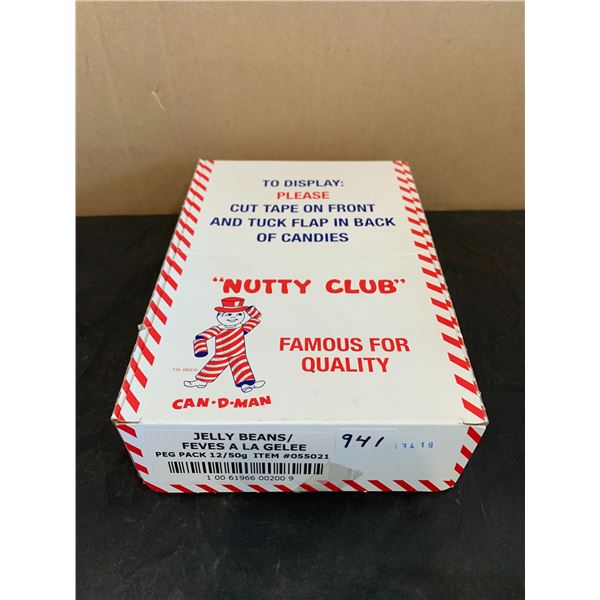 TO DISPLAY:
PLEASE
CUT TAPE ON FRONT
AND TUCK FLAP IN BACK
OF CANDIES
"NUTTY CLUB"
FAMOUS FOR
QUALITY
CAN-D-MAN
JELLY BEANS/
FEVES A LA GELEE
PEG PACK 12/50g ITEM #055021
1 00 61966 00200 9
941